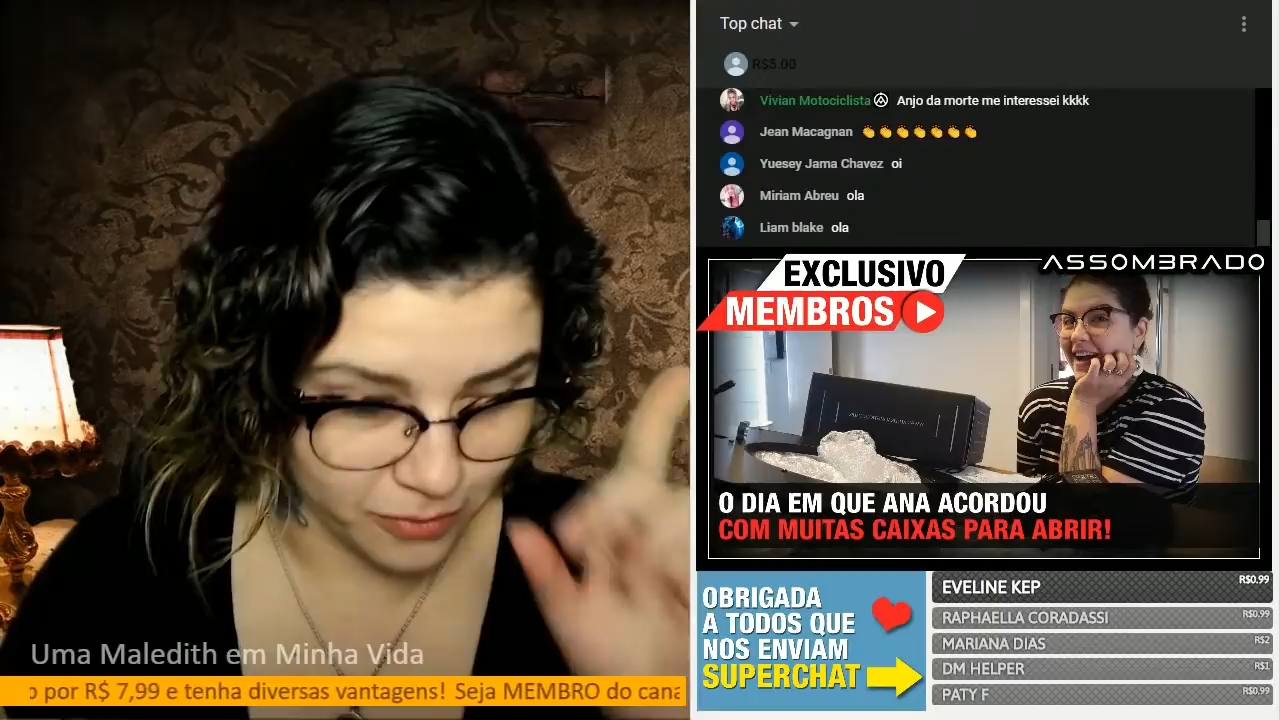 Top chat
R$5.00
Vivian Motociclista Anjo da morte me interessei kkkk
Jean Macagnan 👏👏👏👏👏👏👏
Yuesey Jama Chavez oi
Miriam Abreu ola
Liam blake ola
ASSOMBRADO
EXCLUSIVO
MEMBROS
O DIA EM QUE ANA ACORDOU
COM MUITAS CAIXAS PARA ABRIR!
OBRIGADA
A TODOS QUE
NOS ENVIAM
SUPERCHAT
EVELINE KEP R$0.99
RAPHAELLA CORADASSI R$0.99
MARIANA DIAS R$2
DM HELPER R$1
PATY F R$0.99
Uma Maledith em Minha Vida
o por R$ 7,99 e tenha diversas vantagens! Seja MEMBRO do cana